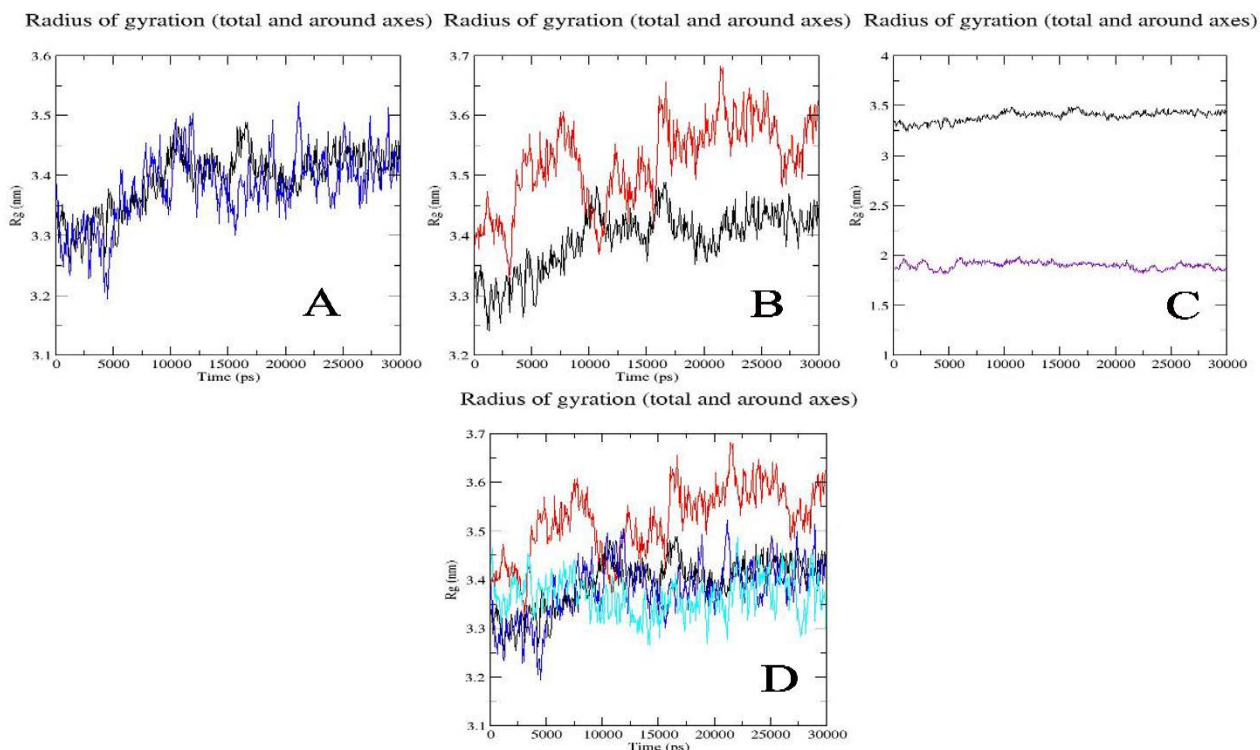 Radius of gyration (total and around axes)
Rg (nm)
3.6
3.5
3.4
3.3
3.2
3.1
A
0 5000 10000 15000 20000 25000 30000
Time (ps)
Radius of gyration (total and around axes)
Rg (nm)
3.7
3.6
3.5
3.4
3.3
3.2
B
0 5000 10000 15000 20000 25000 30000
Time (ps)
Radius of gyration (total and around axes)
Rg (nm)
4
3.5
3
2.5
2
1.5
1
C
0 5000 10000 15000 20000 25000 30000
Time (ps)
Radius of gyration (total and around axes)
Rg (nm)
3.7
3.6
3.5
3.4
3.3
3.2
3.1
D
0 5000 10000 15000 20000 25000 30000
Time (ps)